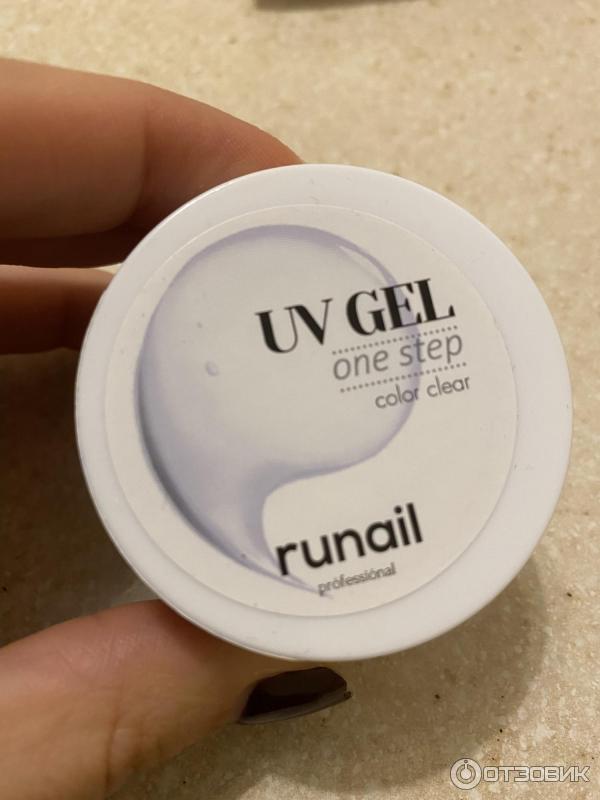 UV GEL
one step
color clear
runail
professional
ОТЗОВИК